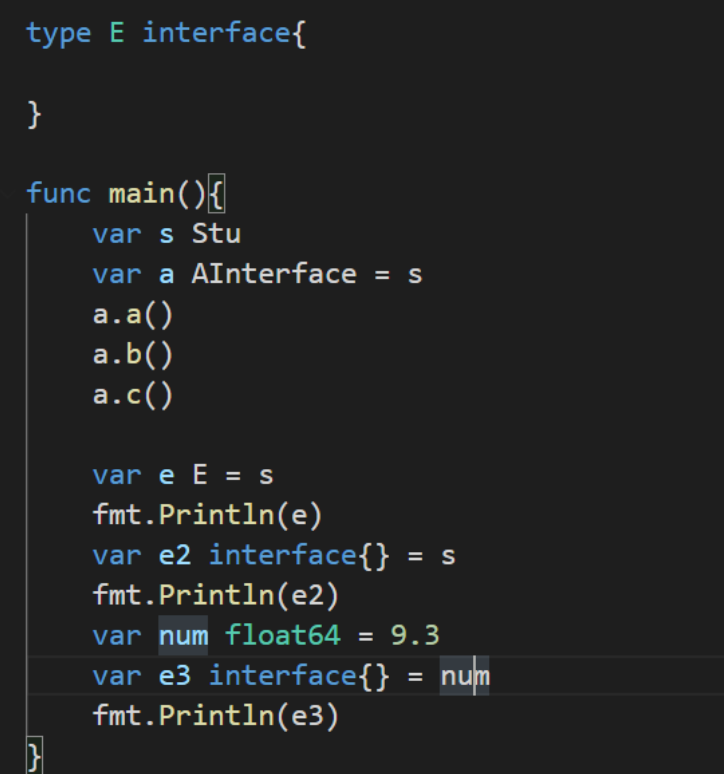 type E interface{
}
func main(){
var s Stu
var a AInterface = s
a.a()
a.b()
a.c()
var e E = s
fmt.Println(e)
var e2 interface{} = s
fmt.Println(e2)
var num float64 = 9.3
var e3 interface{} = num
fmt.Println(e3)
}